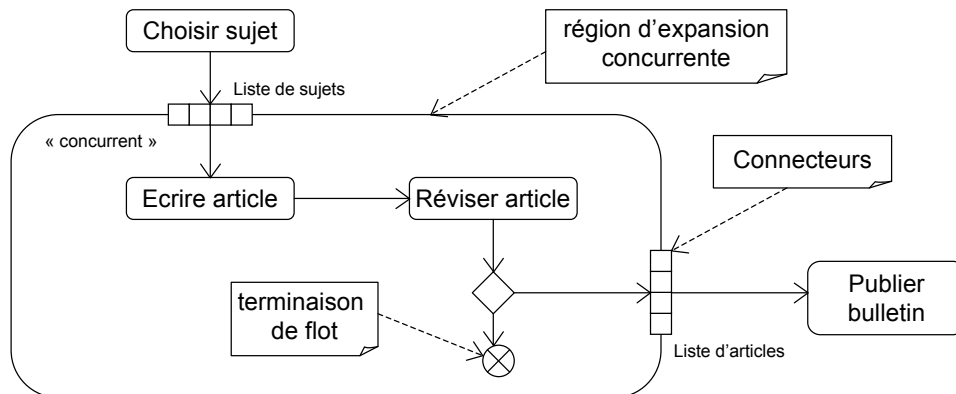 Choisir sujet
région d’expansion
concurrente
Liste de sujets
« concurrent »
Connecteurs
Ecrire article
Réviser article
terminaison
de flot
Publier
bulletin
Liste d’articles